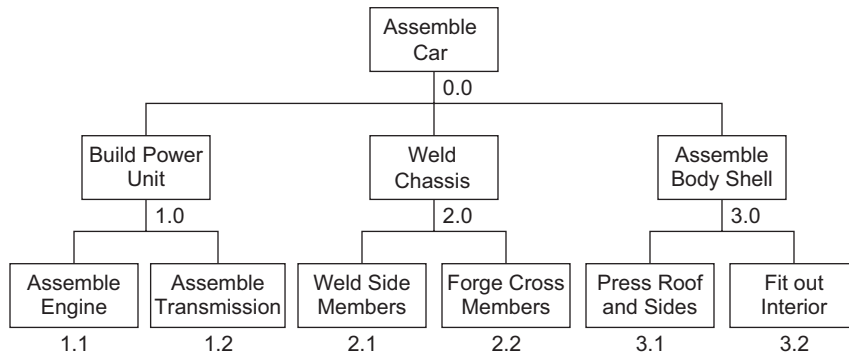 Assemble
Car
0.0
Build Power
Unit
Weld
Chassis
Assemble
Body Shell
1.0
2.0
3.0
Assemble
Engine
Assemble
Transmission
Weld Side
Members
Forge Cross
Members
Press Roof
and Sides
Fit out
Interior
1.1
1.2
2.1
2.2
3.1
3.2